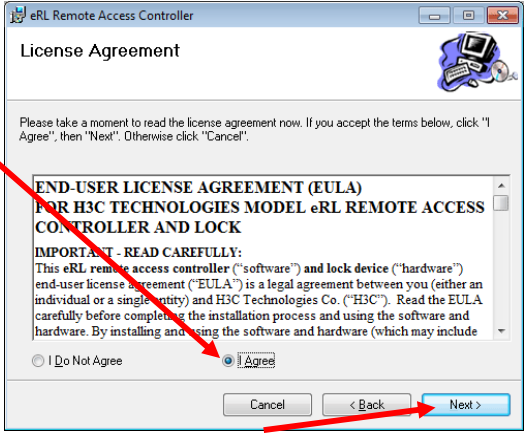 eRL Remote Access Controller
License Agreement
Please take a moment to read the license agreement now. If you accept the terms below, click "I
Agree", then "Next". Otherwise click "Cancel".
END-USER LICENSE AGREEMENT (EULA)
FOR H3C TECHNOLOGIES MODEL eRL REMOTE ACCESS
CONTROLLER AND LOCK
IMPORTANT - READ CAREFULLY:
This eRL remote access controller (“software”) and lock device (“hardware”)
end-user license agreement (“EULA”) is a legal agreement between you (either an
individual or a single entity) and H3C Technologies Co. (“H3C”). Read the EULA
carefully before completing the installation process and using the software and
hardware. By installing and using the software and hardware (which may include
I Do Not Agree
I Agree
Cancel
< Back
Next >